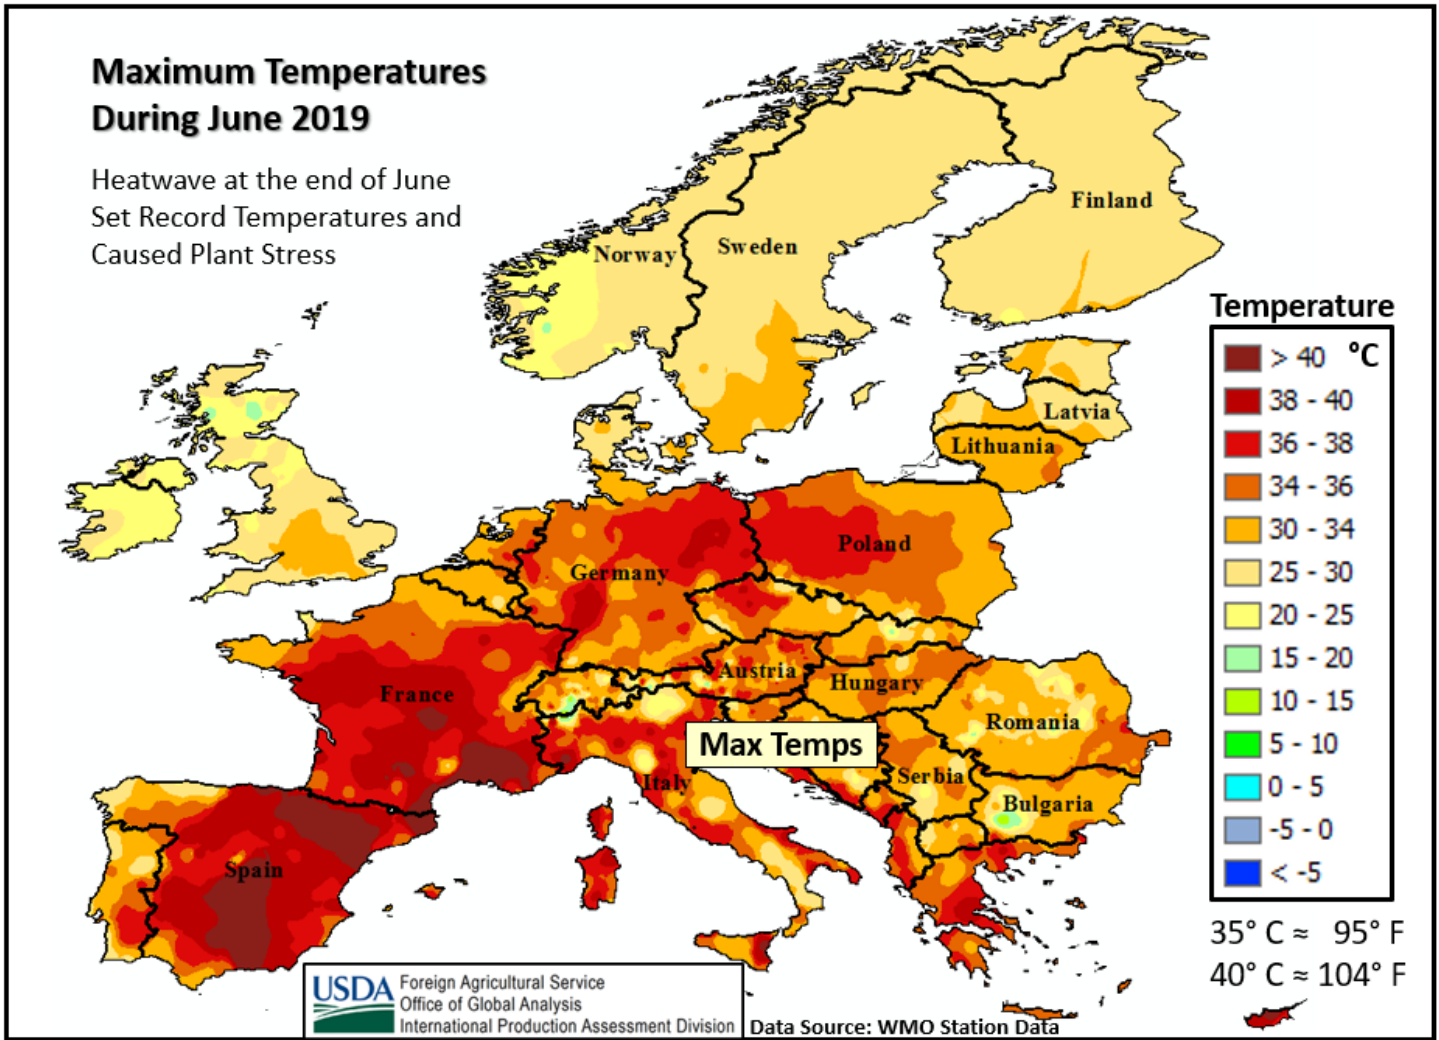 Maximum Temperatures
During June 2019
Heatwave at the end of June
Set Record Temperatures and
Caused Plant Stress
Finland
Norway
Sweden
Latvia
Lithuania
Poland
Germany
Austria
France
Hungary
Romania
Max Temps
Serbia
Italy
Bulgaria
Spain
Temperature
°C
> 40
38 - 40
36 - 38
34 - 36
30 - 34
25 - 30
20 - 25
15 - 20
10 - 15
5 - 10
0 - 5
-5 - 0
< -5
35° C ≈ 95° F
40° C ≈ 104° F
USDA
Foreign Agricultural Service
Office of Global Analysis
International Production Assessment Division
Data Source: WMO Station Data